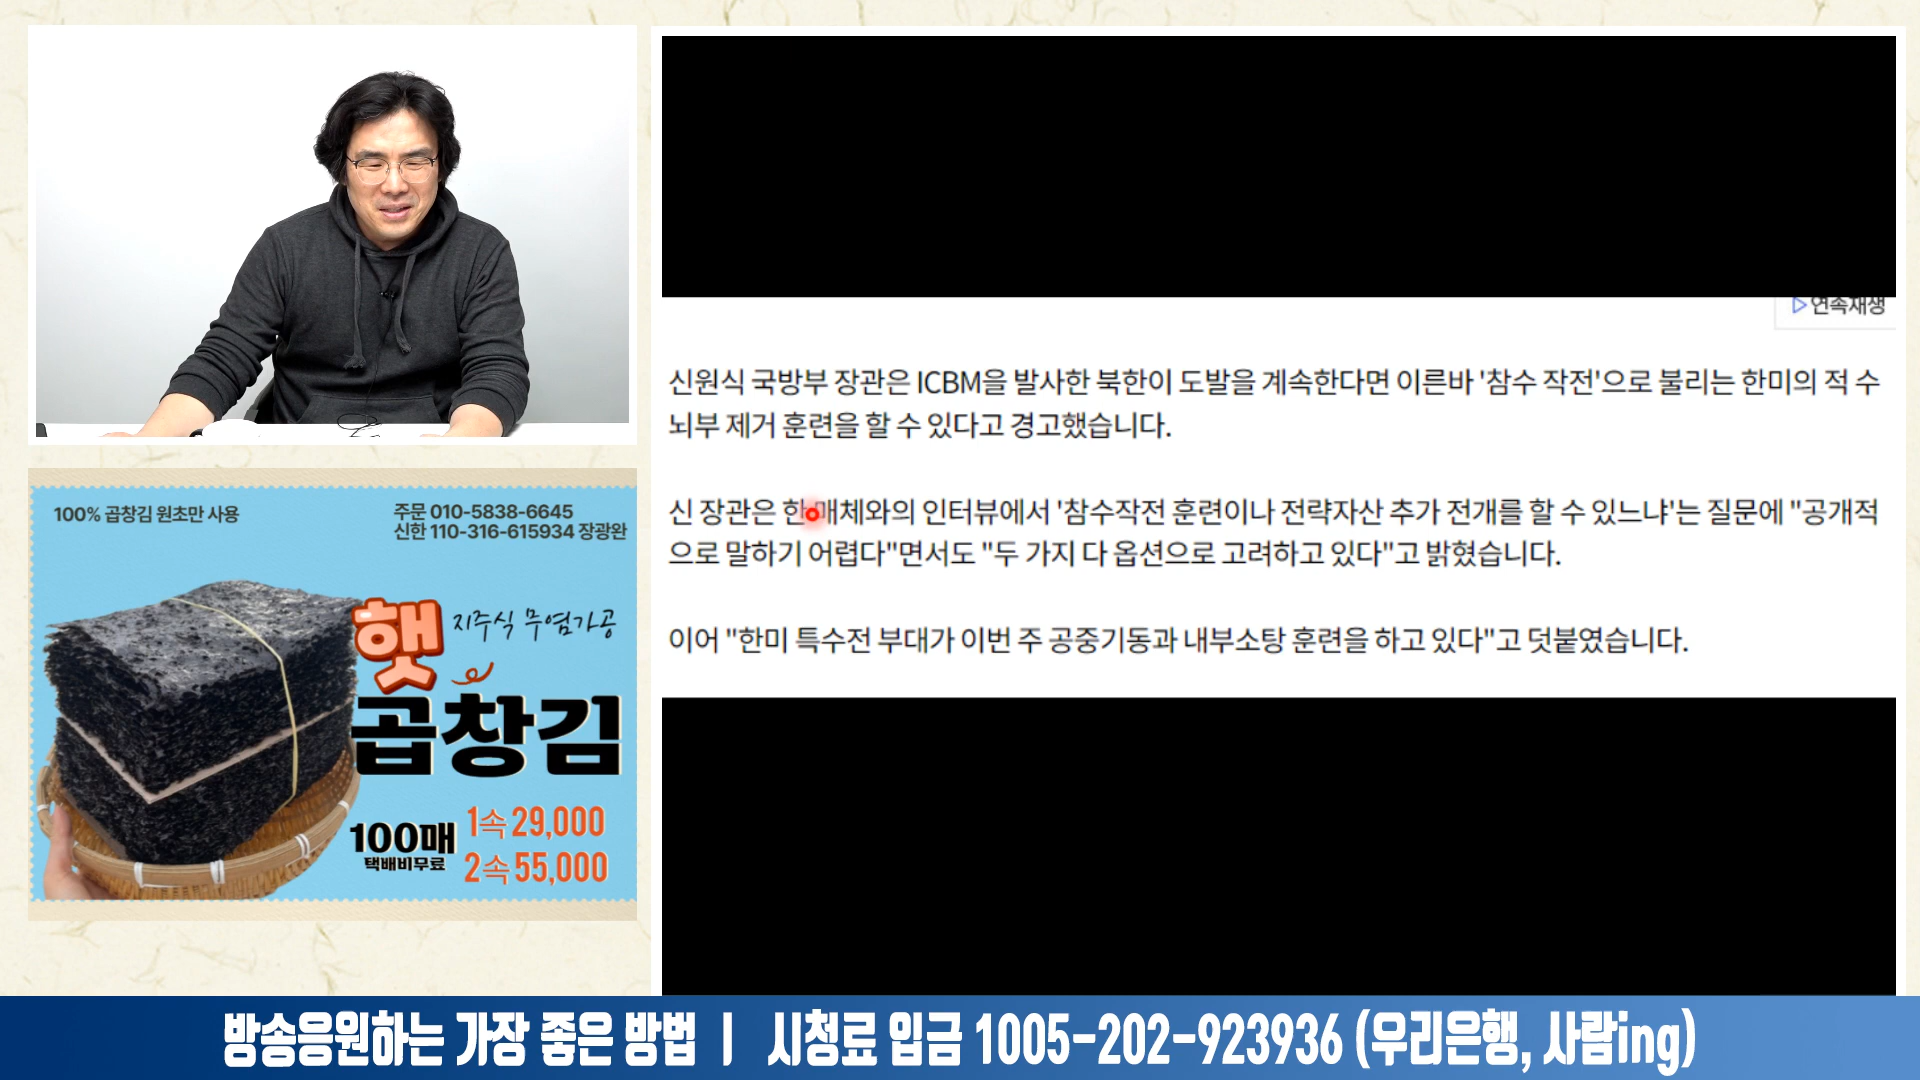 100% 곱창김 원초만 사용
주문 010-5838-6645
신한 110-316-615934 장광완
햇
지주식 무염가공
곱창김
100매
택배비무료
1속 29,000
2속 55,000
▷연속재생
신원식 국방부 장관은 ICBM을 발사한 북한이 도발을 계속한다면 이른바 '참수 작전'으로 불리는 한미의 적 수
뇌부 제거 훈련을 할 수 있다고 경고했습니다.
신 장관은 한 매체와의 인터뷰에서 '참수작전 훈련이나 전략자산 추가 전개를 할 수 있느냐'는 질문에 "공개적
으로 말하기 어렵다"면서도 "두 가지 다 옵션으로 고려하고 있다"고 밝혔습니다.
이어 "한미 특수전 부대가 이번 주 공중기동과 내부소탕 훈련을 하고 있다"고 덧붙였습니다.
방송응원하는 가장 좋은 방법 | 시청료 입금 1005-202-923936 (우리은행, 사람ing)